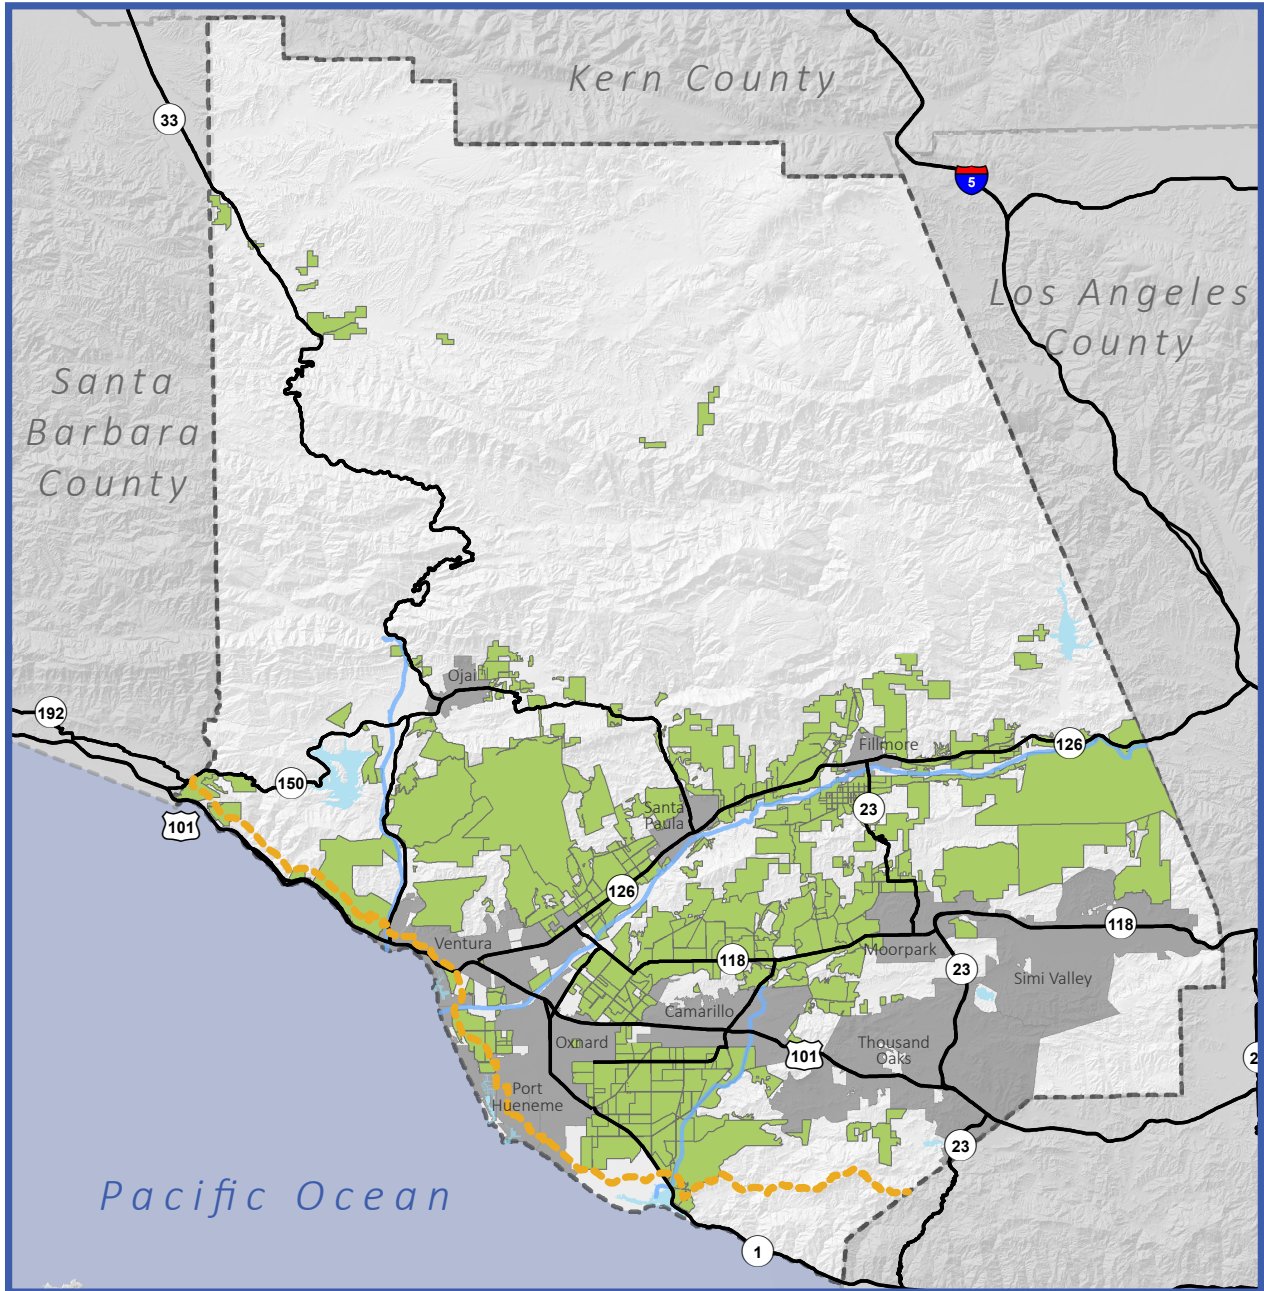 Kern County
33
5
Los Angeles
County
Santa
Barbara
County
Ojai
192
126
Fillmore
150
101
Santa
Paula
23
126
Ventura
118
Moorpark
118
23
Simi Valley
Camarillo
Oxnard
101
Thousand
Oaks
2
Port
Hueneme
23
Pacific Ocean
1